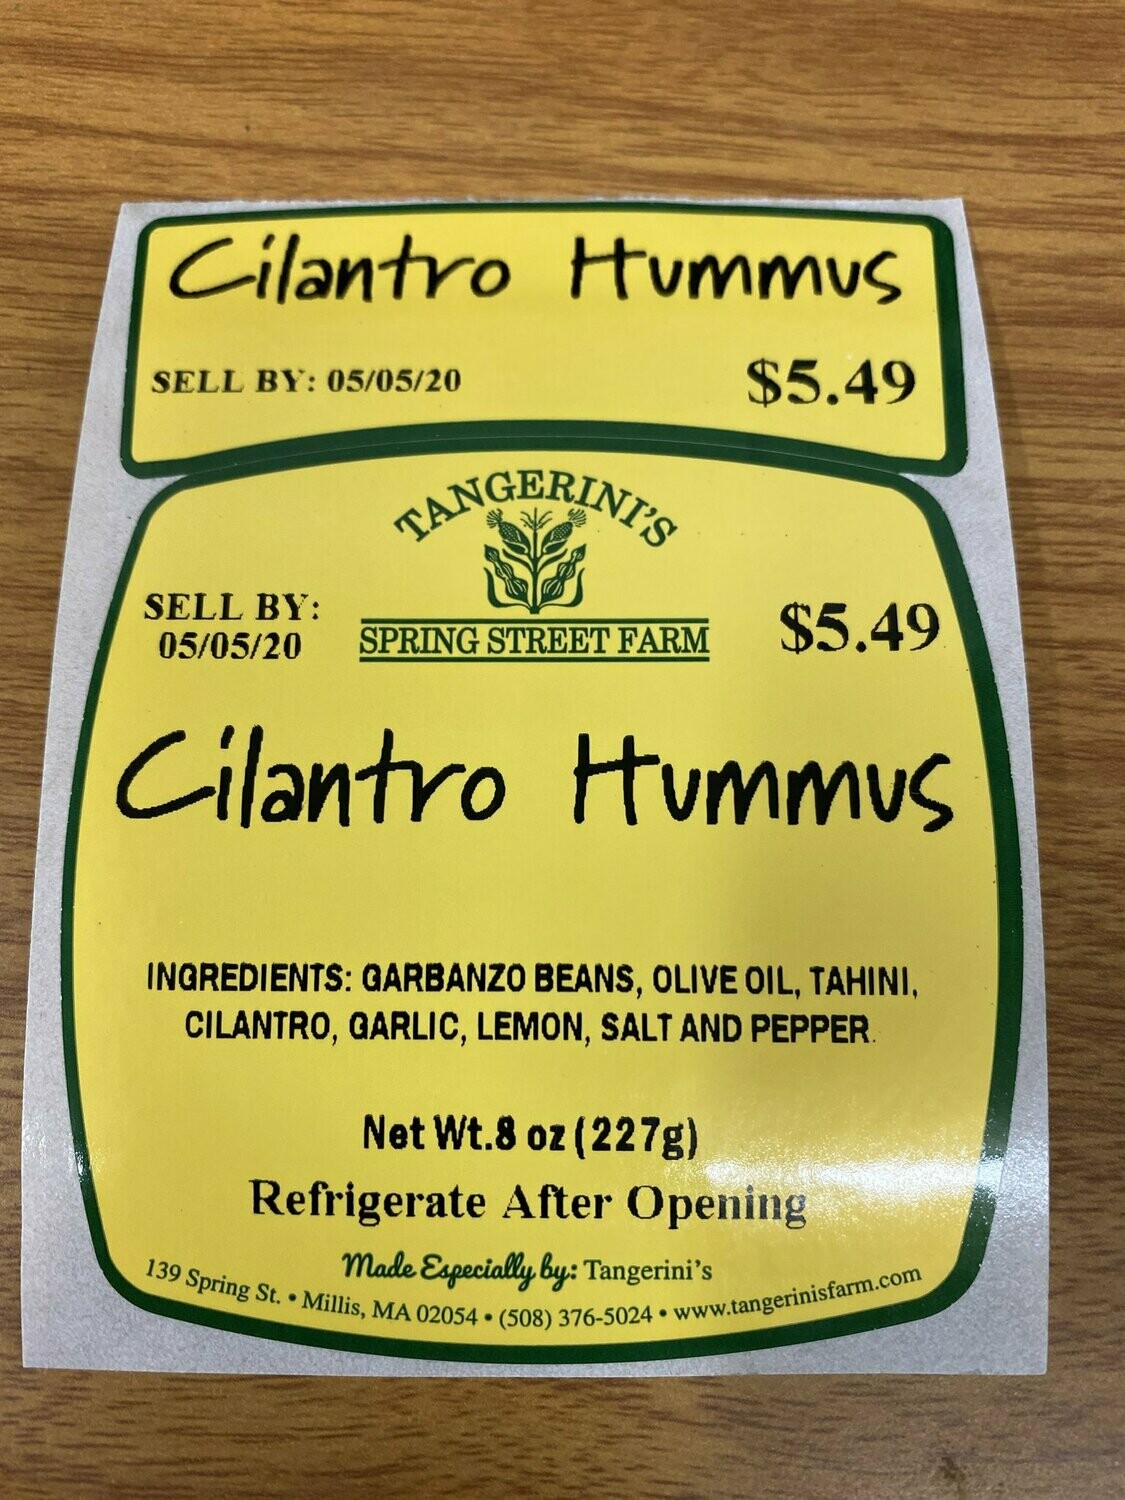 Cilantro Hummus
SELL BY: 05/05/20 $5.49
TANGERINI'S
SPRING STREET FARM
SELL BY:
05/05/20
$5.49
Cilantro Hummus
INGREDIENTS: GARBANZO BEANS, OLIVE OIL, TAHINI,
CILANTRO, GARLIC, LEMON, SALT AND PEPPER.
Net Wt.8 oz (227g)
Refrigerate After Opening
Made Especially by: Tangerini's
139 Spring St. • Millis, MA 02054 • (508) 376-5024 • www.tangerinisfarm.com